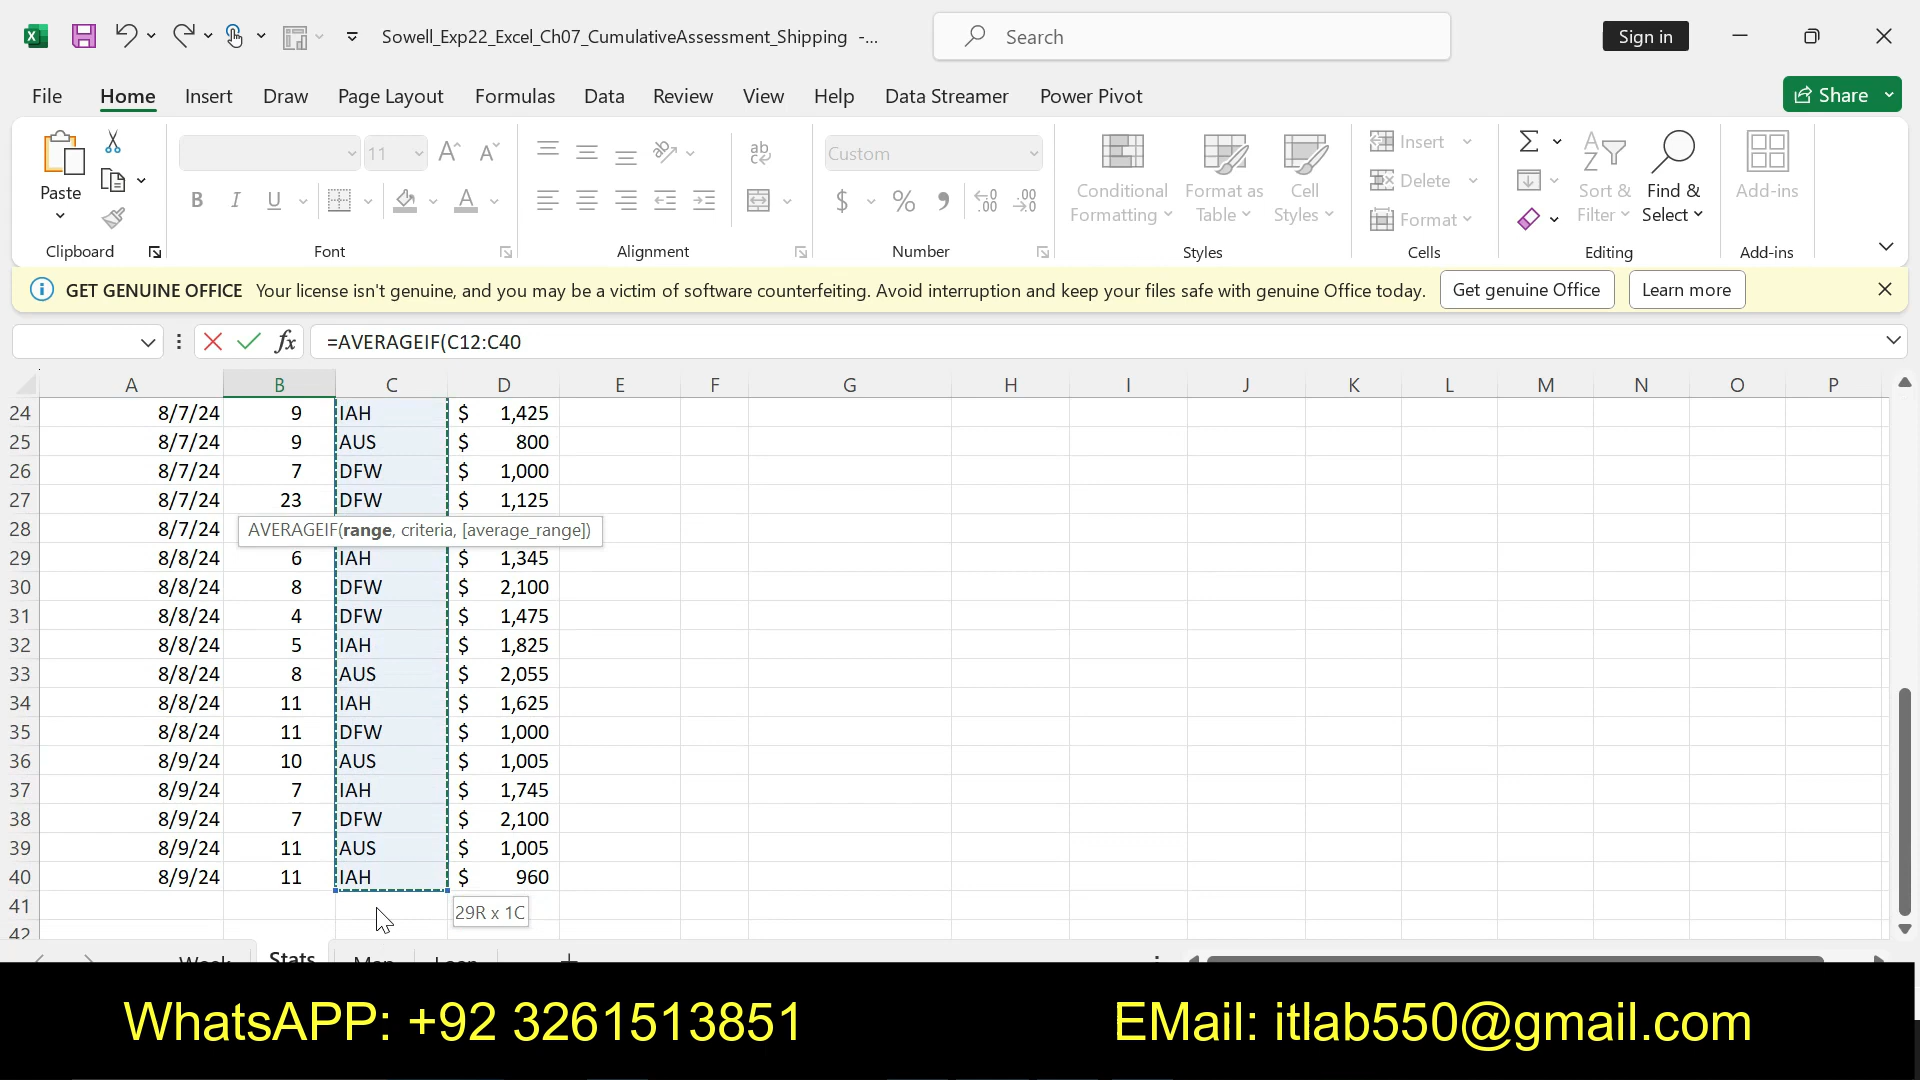 Sowell_Exp22_Excel_Ch07_CumulativeAssessment_Shipping -...
Search
Sign in
File Home Insert Draw Page Layout Formulas Data Review View Help Data Streamer Power Pivot
Share
Paste
Clipboard
11
Font
Alignment
Custom
Number
Conditional Formatting
Format as Table
Cell Styles
Styles
Insert
Delete
Format
Cells
Sort & Filter
Find & Select
Editing
Add-ins
Add-ins
GET GENUINE OFFICE Your license isn't genuine, and you may be a victim of software counterfeiting. Avoid interruption and keep your files safe with genuine Office today. Get genuine Office Learn more
=AVERAGEIF(C12:C40
A B C D E F G H I J K L M N O P
24 8/7/24 9 IAH $ 1,425
25 8/7/24 9 AUS $ 800
26 8/7/24 7 DFW $ 1,000
27 8/7/24 23 DFW $ 1,125
28 8/7/24
AVERAGEIF(range, criteria, [average_range])
29 8/8/24 6 IAH $ 1,345
30 8/8/24 8 DFW $ 2,100
31 8/8/24 4 DFW $ 1,475
32 8/8/24 5 IAH $ 1,825
33 8/8/24 8 AUS $ 2,055
34 8/8/24 11 IAH $ 1,625
35 8/8/24 11 DFW $ 1,000
36 8/9/24 10 AUS $ 1,005
37 8/9/24 7 IAH $ 1,745
38 8/9/24 7 DFW $ 2,100
39 8/9/24 11 AUS $ 1,005
40 8/9/24 11 IAH $ 960
41
29R x 1C
42
Week Stats Map Loan
WhatsAPP: +92 3261513851
EMail: itlab550@gmail.com